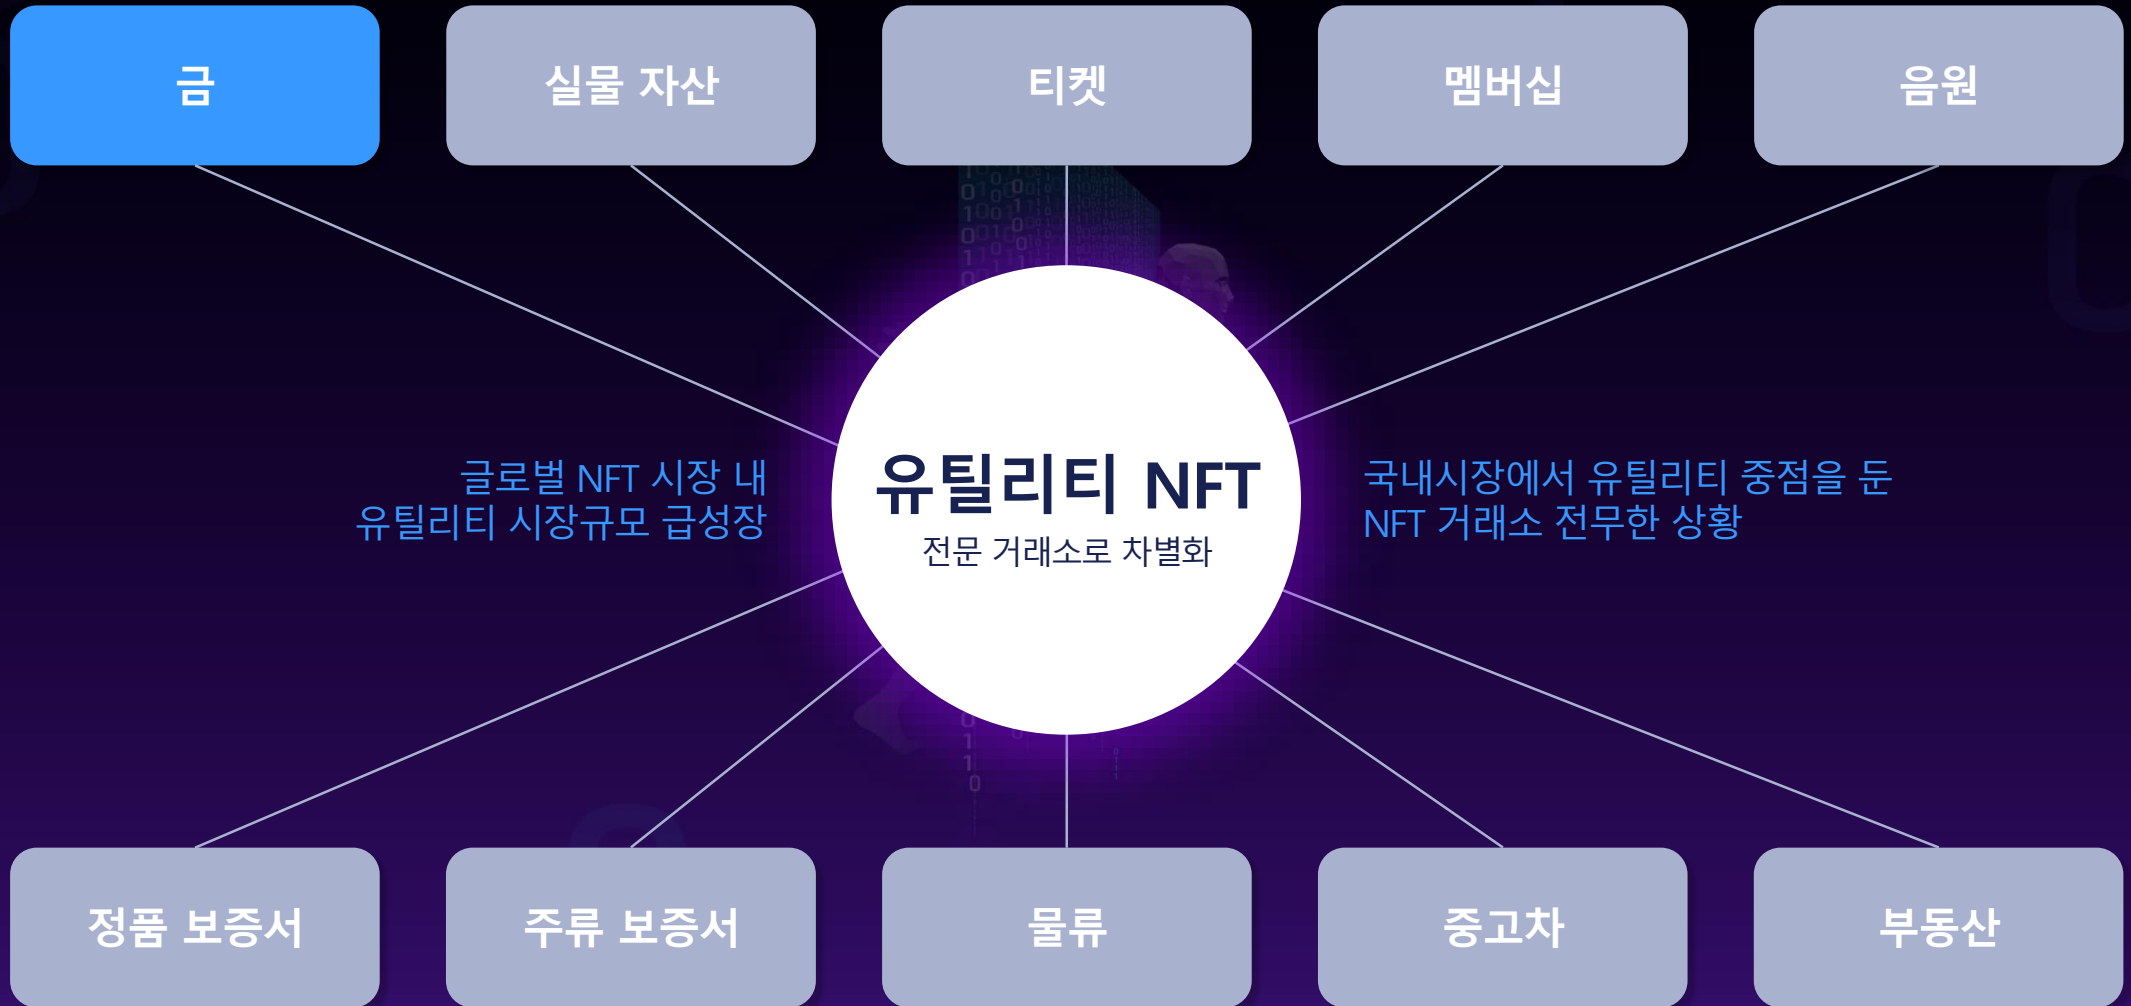 금
실물 자산
티켓
멤버십
음원
글로벌 NFT 시장 내
유틸리티 시장규모 급성장
유틸리티 NFT
전문 거래소로 차별화
국내시장에서 유틸리티 중점을 둔
NFT 거래소 전무한 상황
정품 보증서
주류 보증서
물류
중고차
부동산